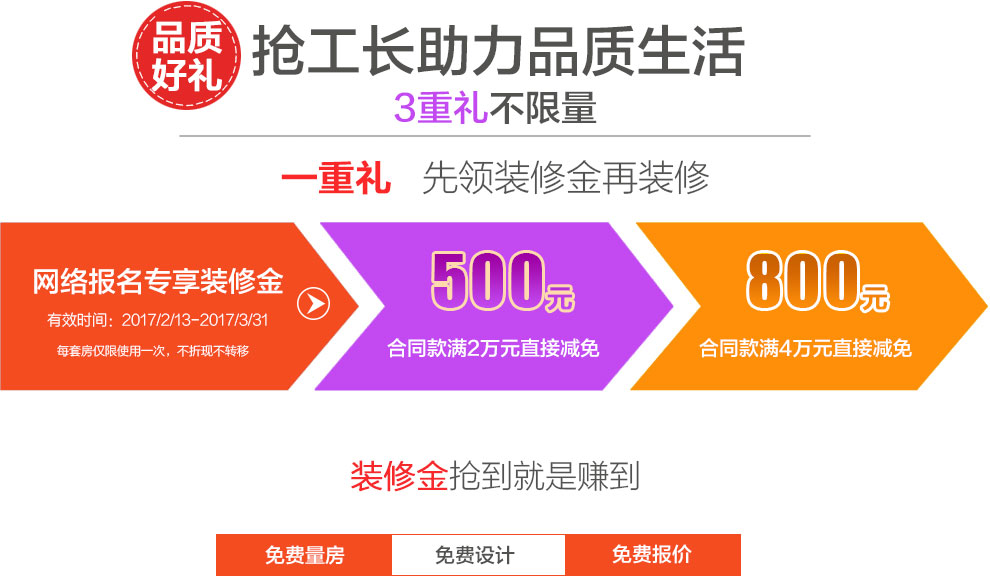 品质
好礼
抢工长助力品质生活
3重礼不限量
一重礼 先领装修金再装修
网络报名专享装修金
有效时间：2017/2/13-2017/3/31
每套房仅限使用一次，不折现不转移
500元
合同款满2万元直接减免
800元
合同款满4万元直接减免
装修金抢到就是赚到
免费量房 免费设计 免费报价